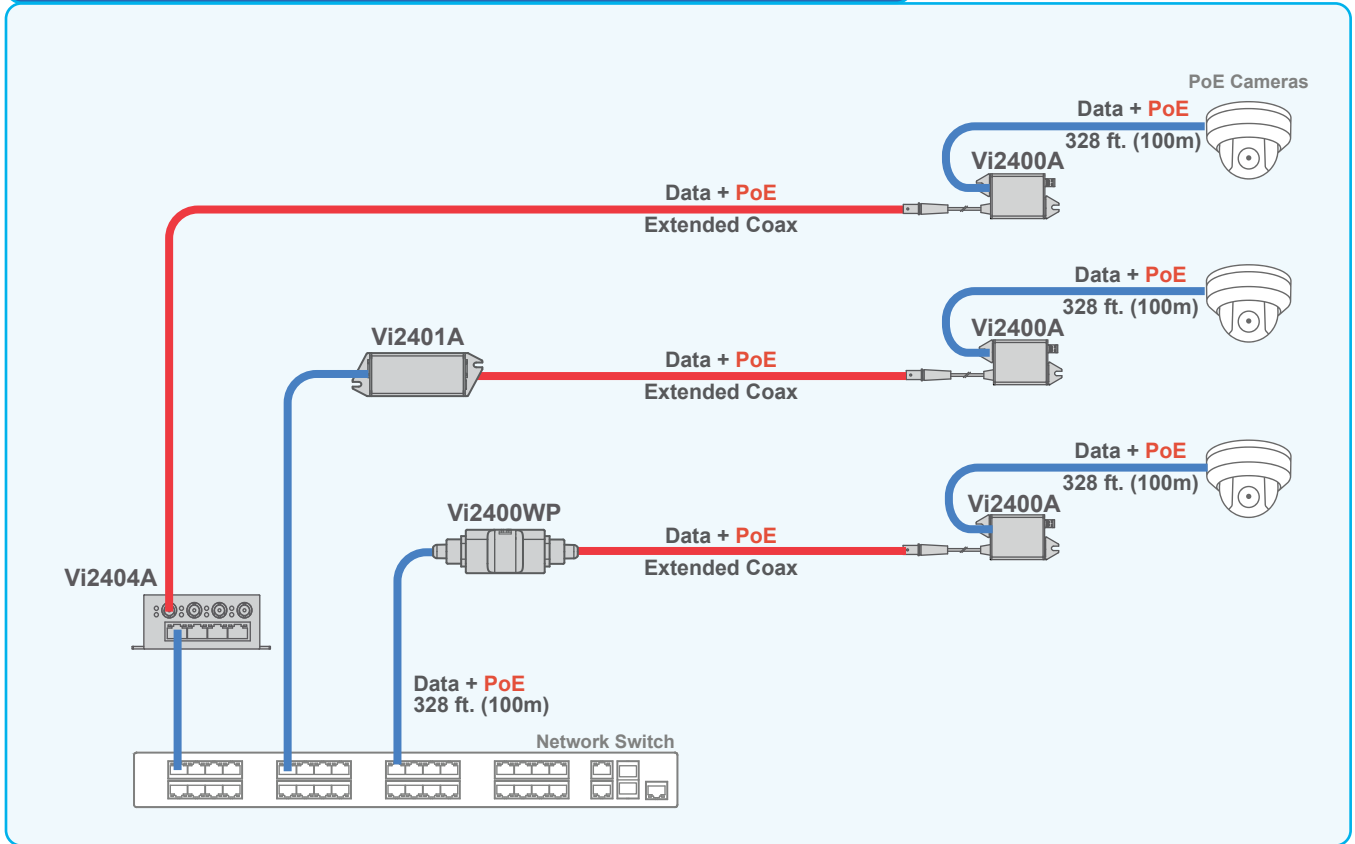 PoE Cameras
Data + PoE
328 ft. (100m)
Vi2400A
Data + PoE
Extended Coax
Data + PoE
328 ft. (100m)
Vi2400A
Vi2401A
Data + PoE
Extended Coax
Data + PoE
328 ft. (100m)
Vi2400A
Vi2400WP
Data + PoE
Extended Coax
Vi2404A
Data + PoE
328 ft. (100m)
Network Switch